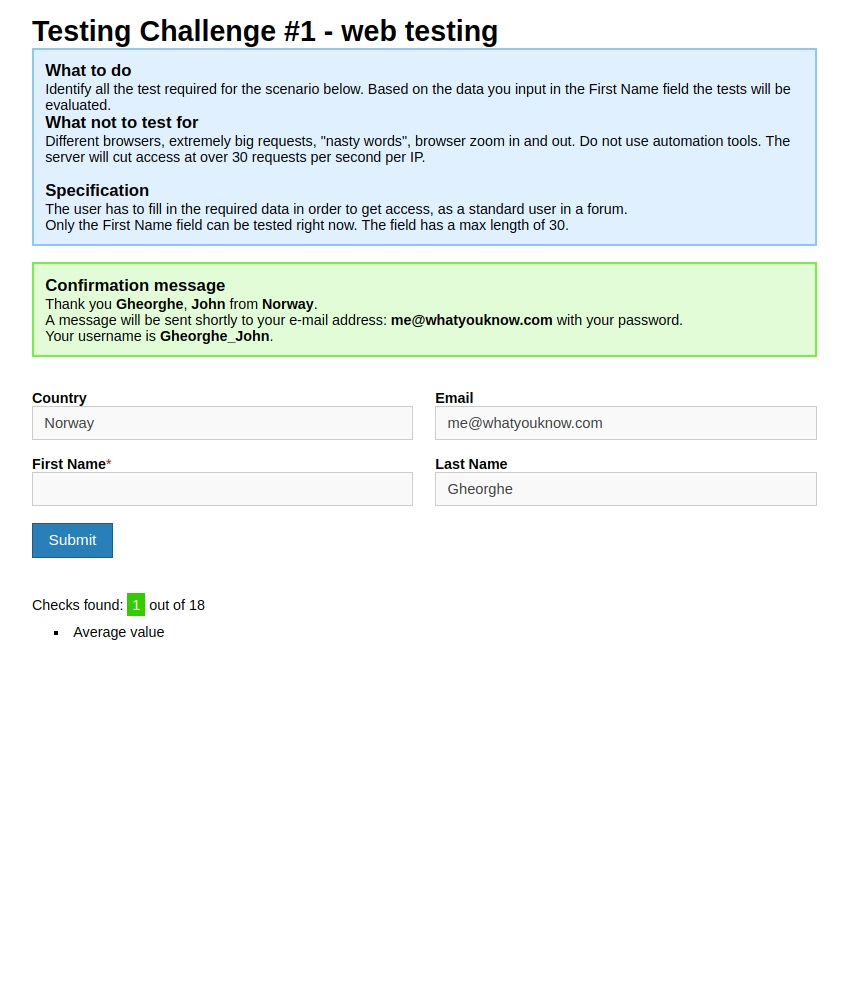 Testing Challenge #1 - web testing
What to do
Identify all the test required for the scenario below. Based on the data you input in the First Name field the tests will be
evaluated.
What not to test for
Different browsers, extremely big requests, "nasty words", browser zoom in and out. Do not use automation tools. The
server will cut access at over 30 requests per second per IP.
Specification
The user has to fill in the required data in order to get access, as a standard user in a forum.
Only the First Name field can be tested right now. The field has a max length of 30.
Confirmation message
Thank you Gheorghe, John from Norway.
A message will be sent shortly to your e-mail address: me@whatyouknow.com with your password.
Your username is Gheorghe_John.
Country Email
Norway me@whatyouknow.com
First Name* Last Name
Gheorghe
Submit
Checks found: 1 out of 18
▪ Average value